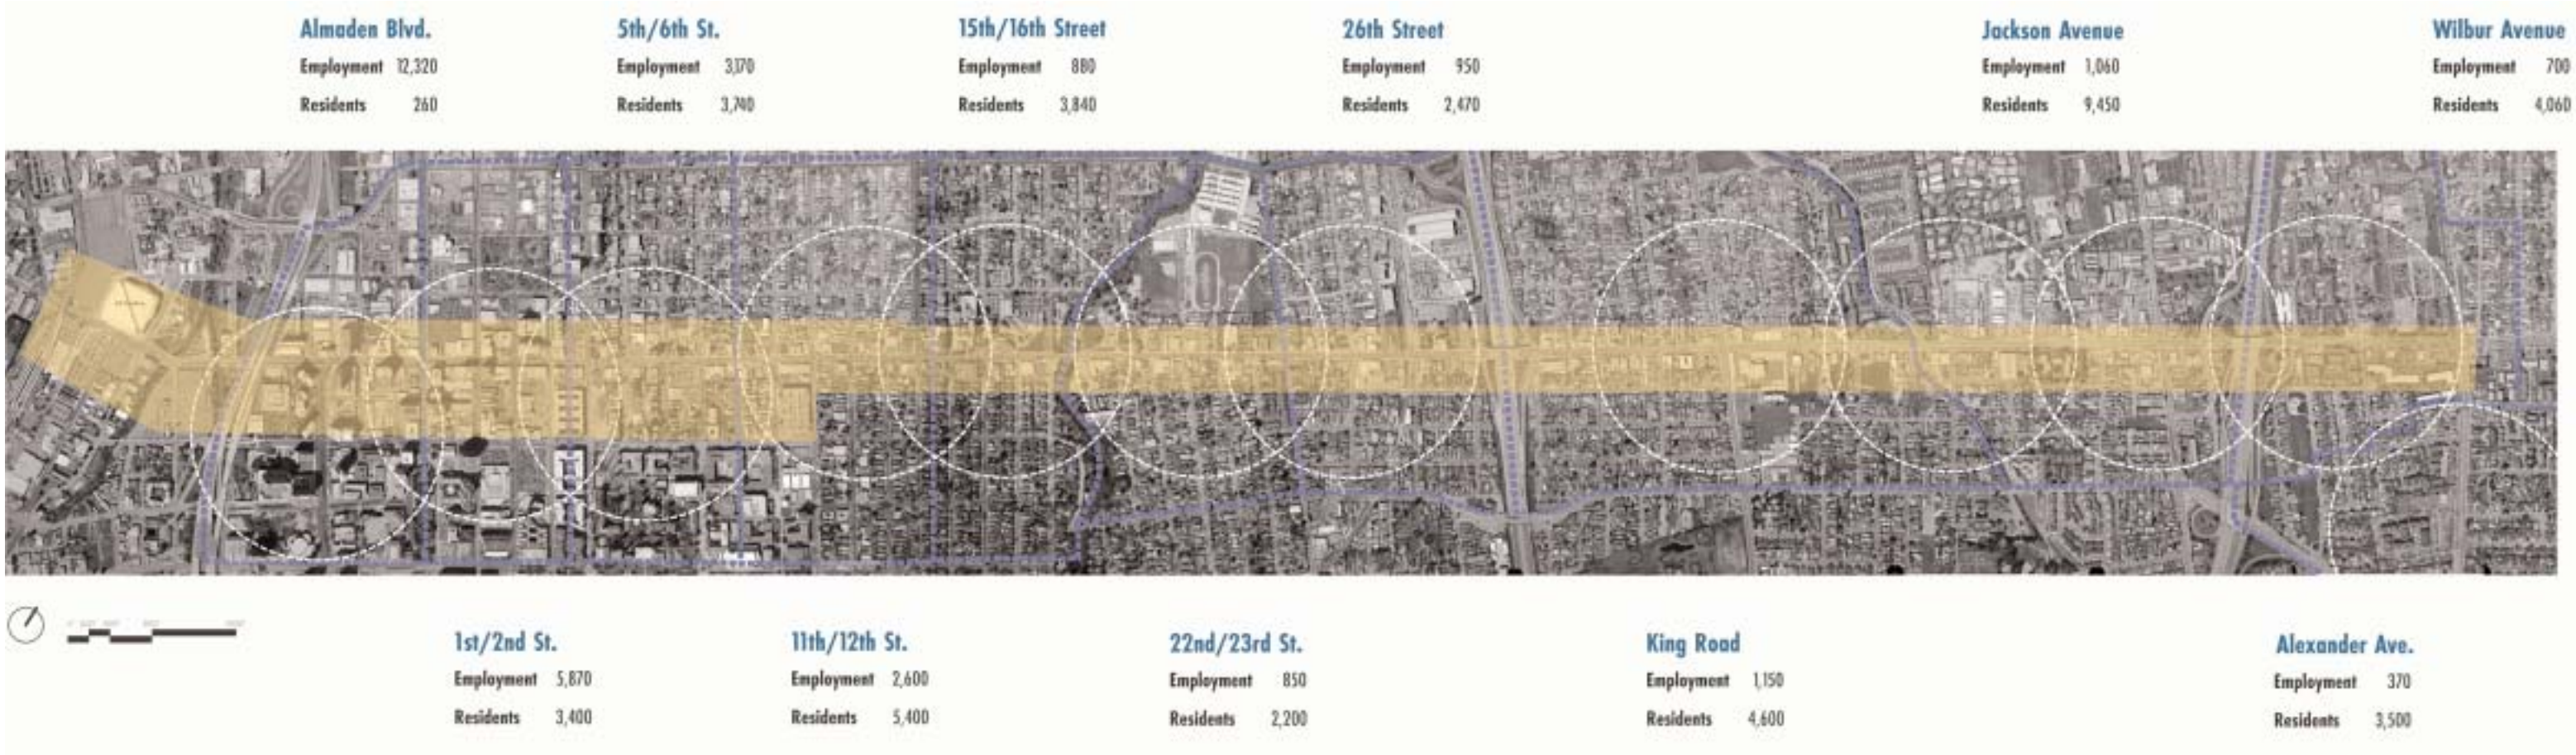 Almaden Blvd.
Employment 12,320
Residents 260
5th/6th St.
Employment 3,170
Residents 3,740
15th/16th Street
Employment 880
Residents 3,840
26th Street
Employment 950
Residents 2,470
Jackson Avenue
Employment 1,060
Residents 9,450
Wilbur Avenue
Employment 700
Residents 4,060
1st/2nd St.
Employment 5,870
Residents 3,400
11th/12th St.
Employment 2,600
Residents 5,400
22nd/23rd St.
Employment 850
Residents 2,200
King Road
Employment 1,150
Residents 4,600
Alexander Ave.
Employment 370
Residents 3,500